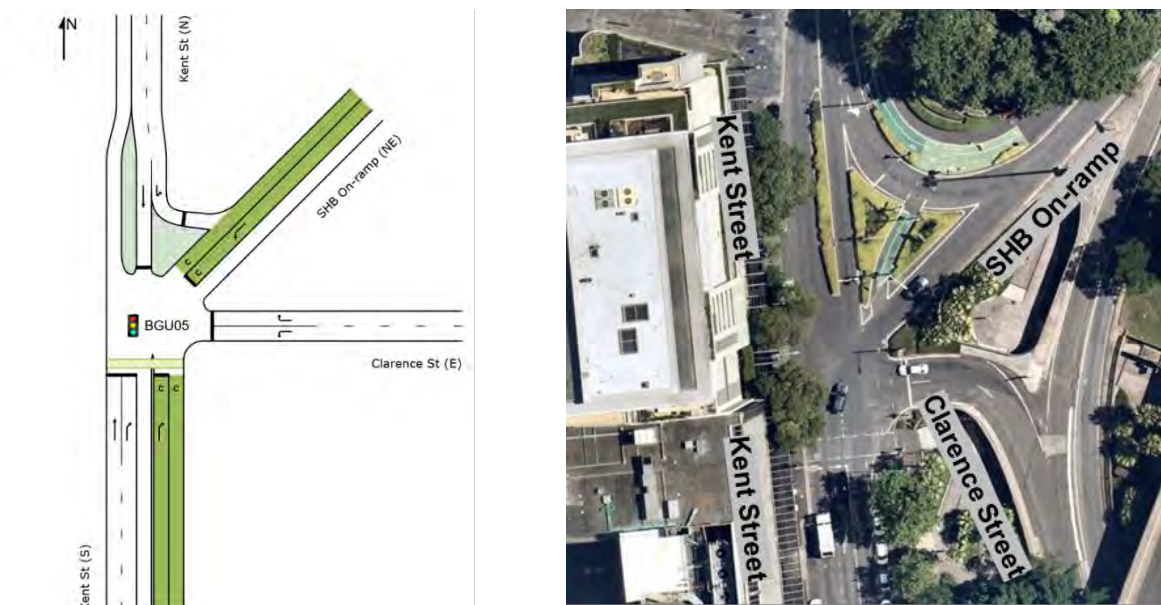 N
Kent St (N)
SHB On-ramp (NE)
BGU05
Clarence St (E)
Kent St (S)
Kent Street
SHB On-ramp
Clarence Street
Kent Street